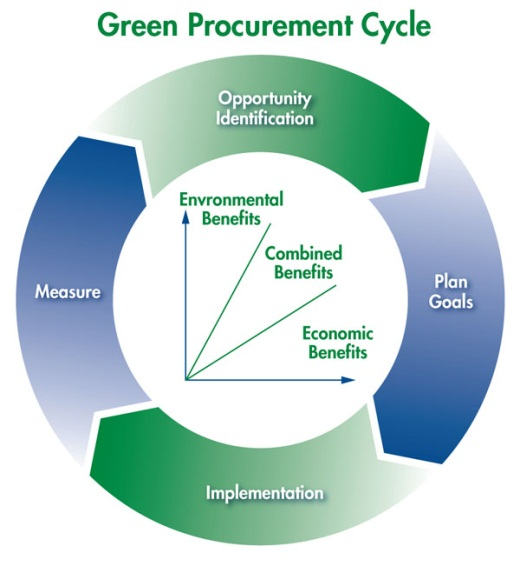 Green Procurement Cycle
Opportunity
Identification
Envronmental
Benefits
Combined
Benefits
Economic
Benefits
Plan
Goals
Measure
Implementation